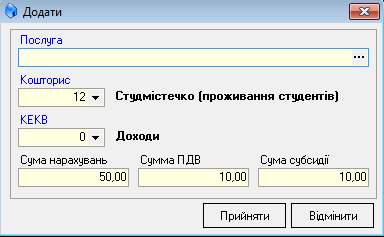 Додати
Послуга
...
Кошторис
12 Студмістечко (проживання студентів)
КЕКВ
0 Доходи
Сума нарахувань Сумма ПДВ Сума субсидії
50,00 10,00 10,00
Прийняти Відмінити